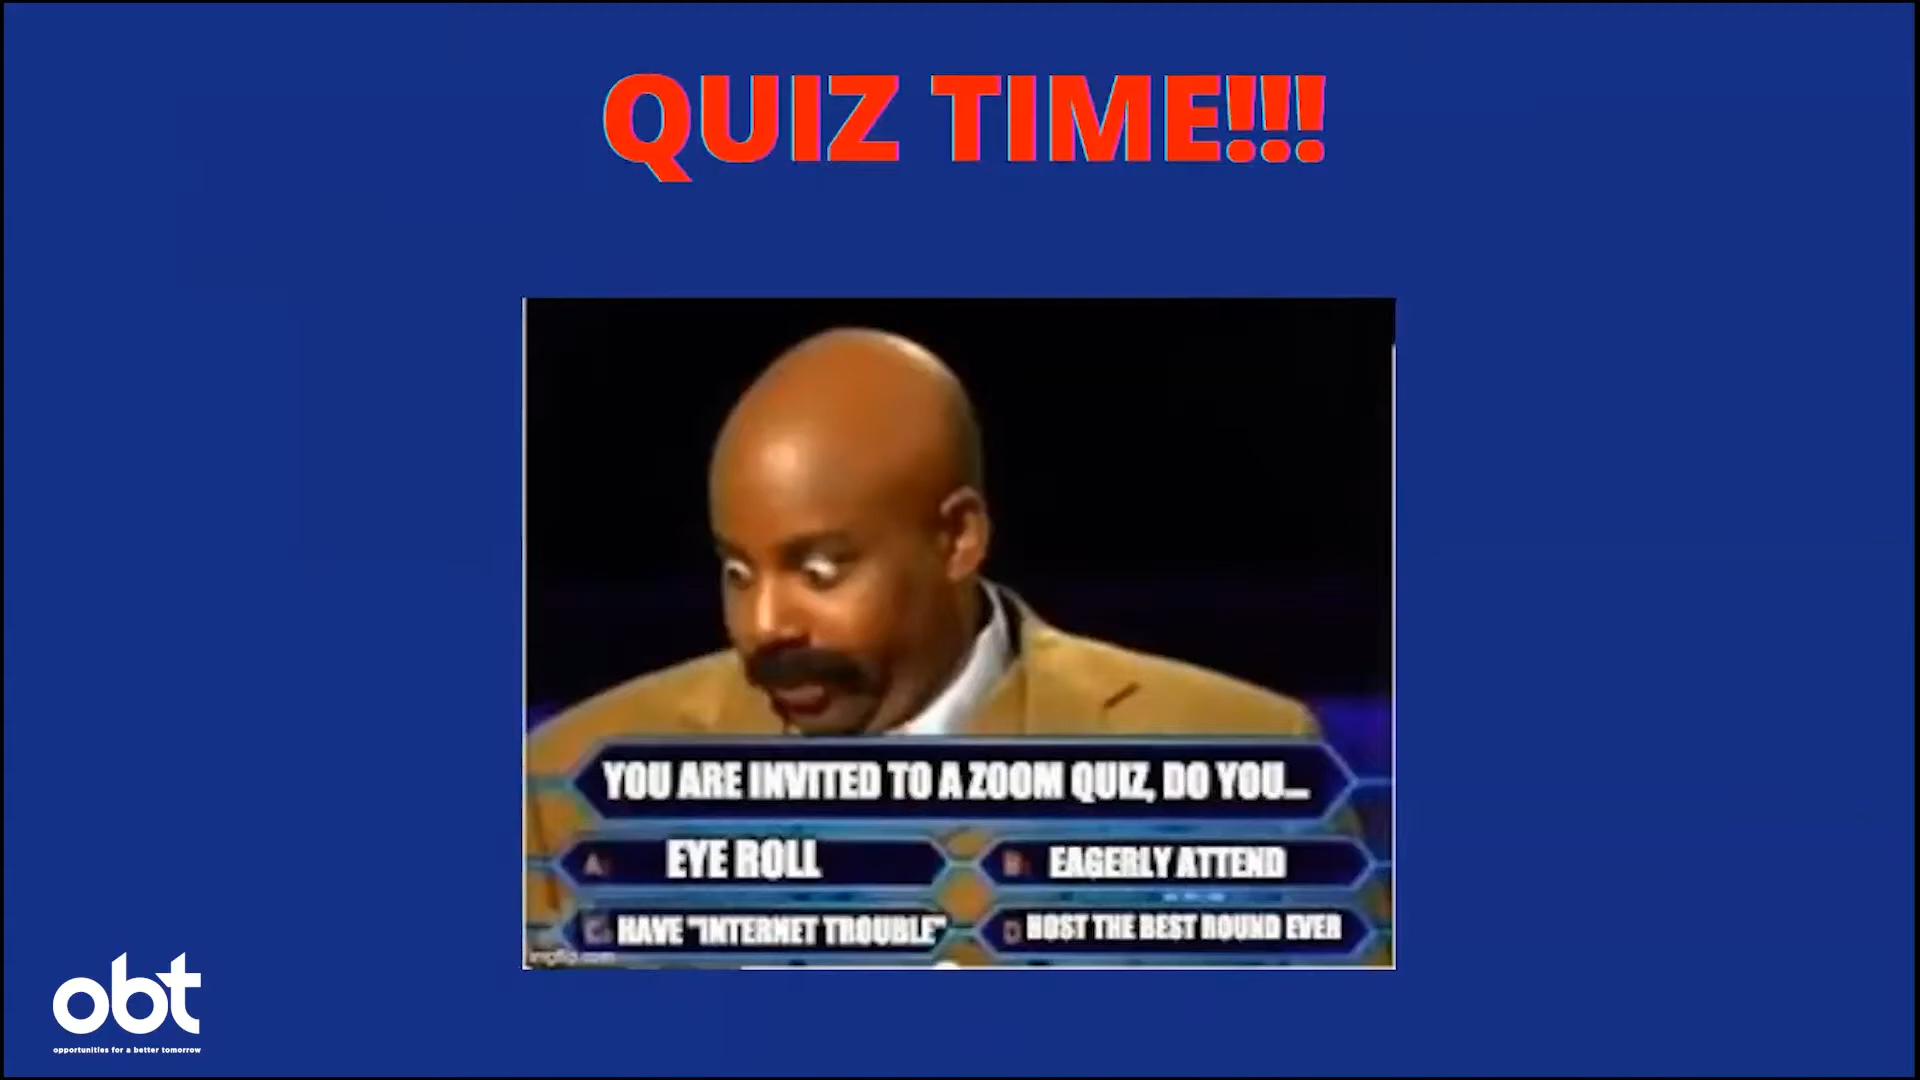 QUIZ TIME!!!
YOU ARE INVITED TO A ZOOM QUIZ, DO YOU...
A: EYE ROLL
B: EAGERLY ATTEND
C: HAVE "INTERNET TROUBLE"
D HOST THE BEST ROUND EVER
imgflip.com
obt
opportunities for a better tomorrow